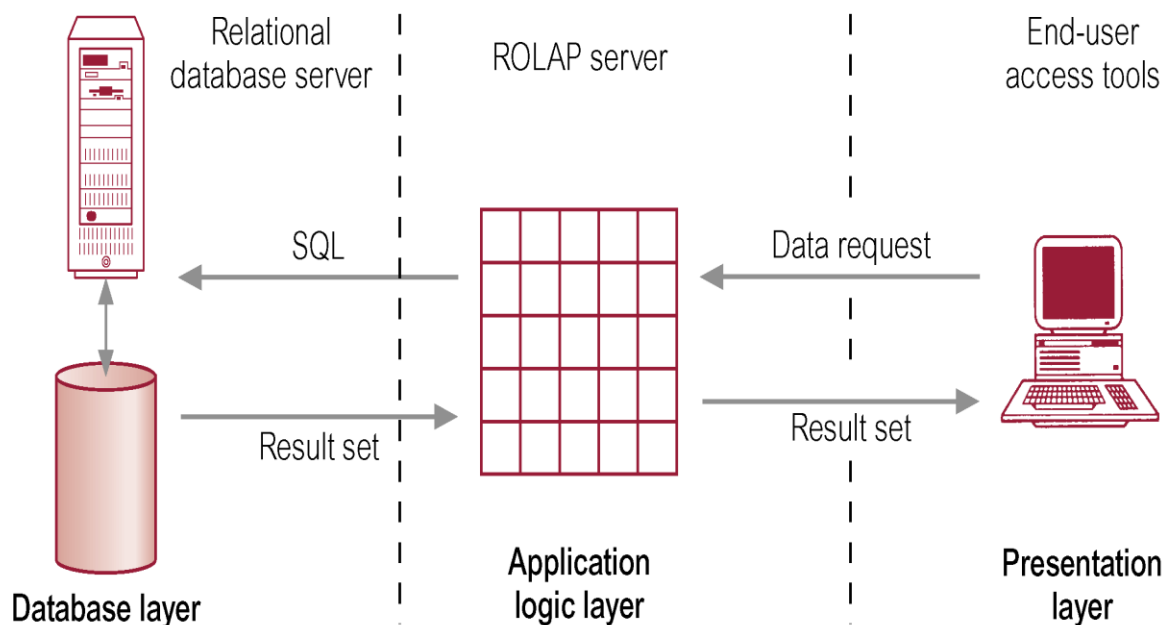 Relational
database server
ROLAP server
End-user
access tools
SQL
Data request
Result set
Result set
Database layer
Application
logic layer
Presentation
layer